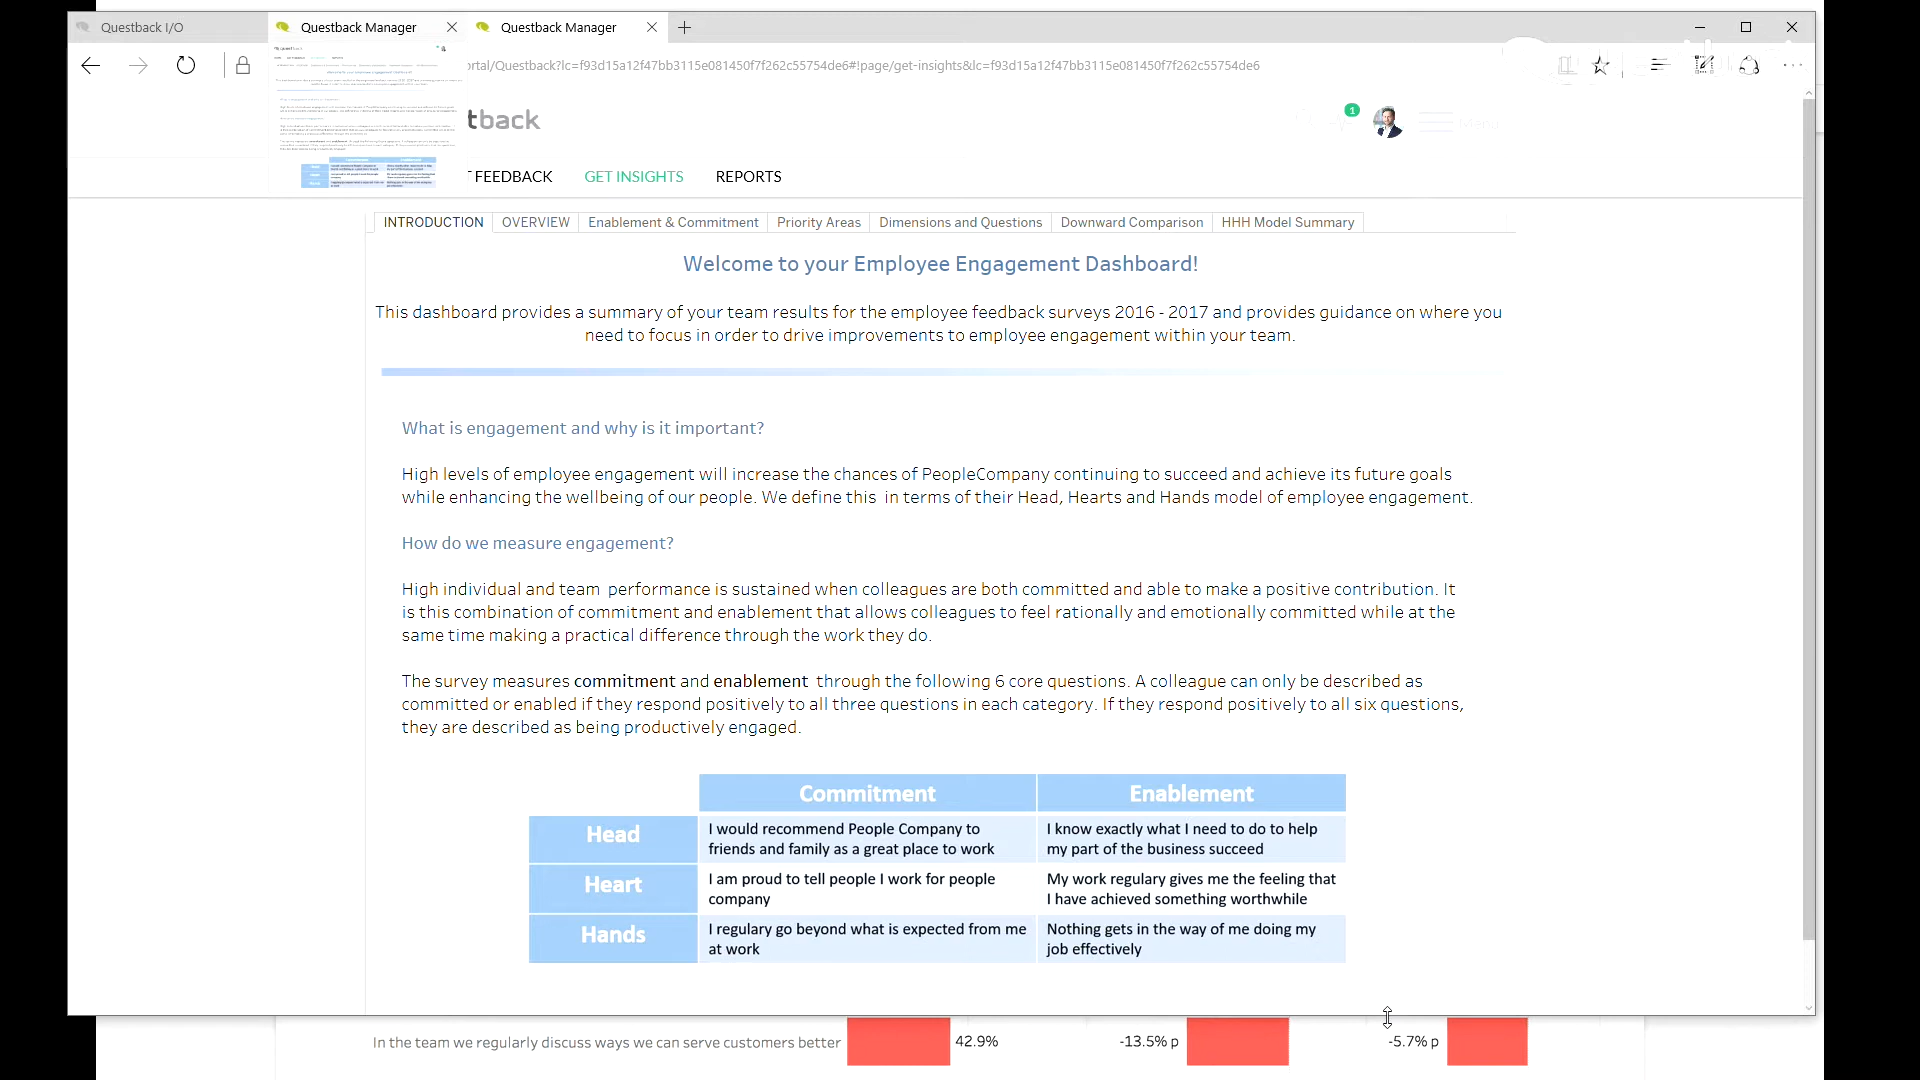 Questback I/O
Questback Manager
Questback Manager
ortal/Questback?lc=f93d15a12f47bb3115e081450f7f262c55754de6#!page/get-insights&lc=f93d15a12f47bb3115e081450f7f262c55754de6
tback
1
FEEDBACK
GET INSIGHTS
REPORTS
INTRODUCTION
OVERVIEW
Enablement & Commitment
Priority Areas
Dimensions and Questions
Downward Comparison
HHH Model Summary
Welcome to your Employee Engagement Dashboard!
This dashboard provides a summary of your team results for the employee feedback surveys 2016 - 2017 and provides guidance on where you
need to focus in order to drive improvements to employee engagement within your team.
What is engagement and why is it important?
High levels of employee engagement will increase the chances of PeopleCompany continuing to succeed and achieve its future goals
while enhancing the wellbeing of our people. We define this in terms of their Head, Hearts and Hands model of employee engagement.
How do we measure engagement?
High individual and team performance is sustained when colleagues are both committed and able to make a positive contribution. It
is this combination of commitment and enablement that allows colleagues to feel rationally and emotionally committed while at the
same time making a practical difference through the work they do.
The survey measures commitment and enablement through the following 6 core questions. A colleague can only be described as
committed or enabled if they respond positively to all three questions in each category. If they respond positively to all six questions,
they are described as being productively engaged.
Commitment
Enablement
Head
I would recommend People Company to
friends and family as a great place to work
I know exactly what I need to do to help
my part of the business succeed
Heart
I am proud to tell people I work for people
company
My work regulary gives me the feeling that
I have achieved something worthwhile
Hands
I regulary go beyond what is expected from me
at work
Nothing gets in the way of me doing my
job effectively
In the team we regularly discuss ways we can serve customers better
42.9%
-13.5% p
-5.7% p